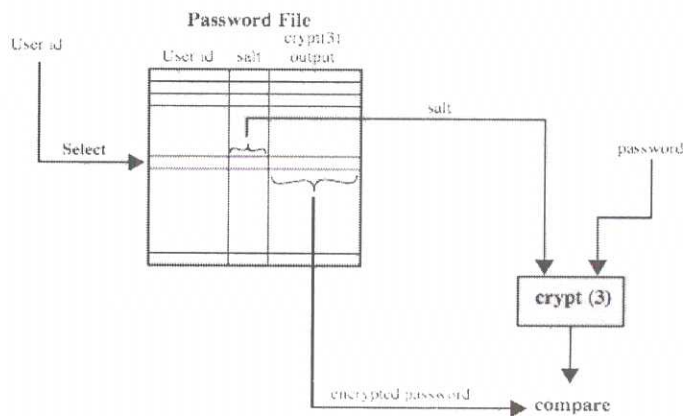 Password File
User id
crypt(3)
User id salt output
salt
Select
password
crypt (3)
encrypted password
compare